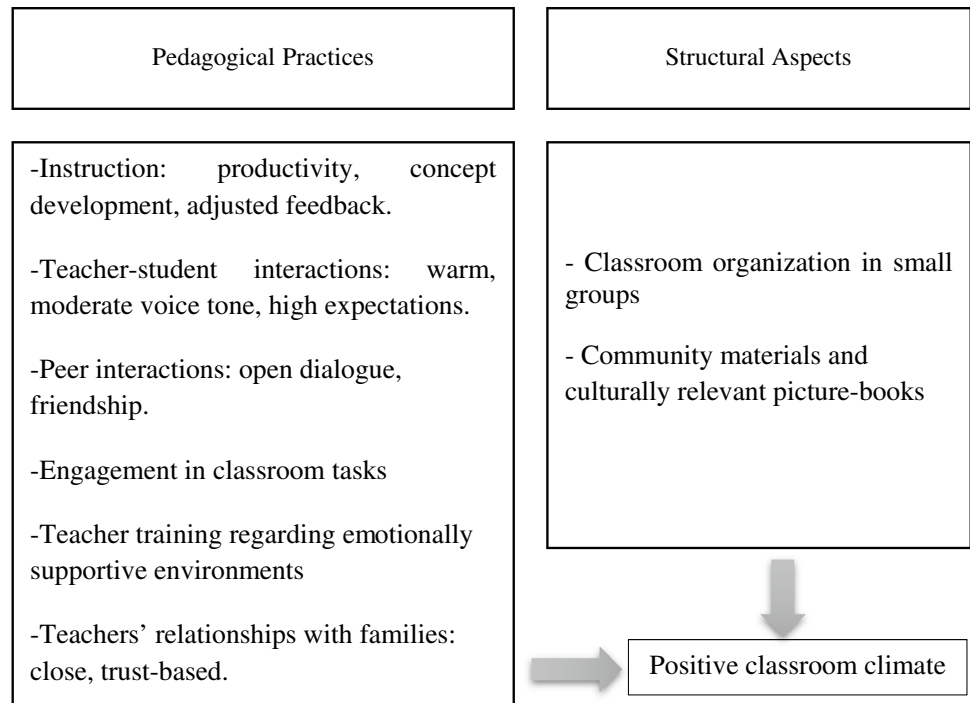 Pedagogical Practices
Structural Aspects
-Instruction: productivity, concept
development, adjusted feedback.
-Teacher-student interactions: warm,
moderate voice tone, high expectations.
-Peer interactions: open dialogue,
friendship.
-Engagement in classroom tasks
-Teacher training regarding emotionally
supportive environments
-Teachers’ relationships with families:
close, trust-based.
- Classroom organization in small
groups
- Community materials and
culturally relevant picture-books
Positive classroom climate